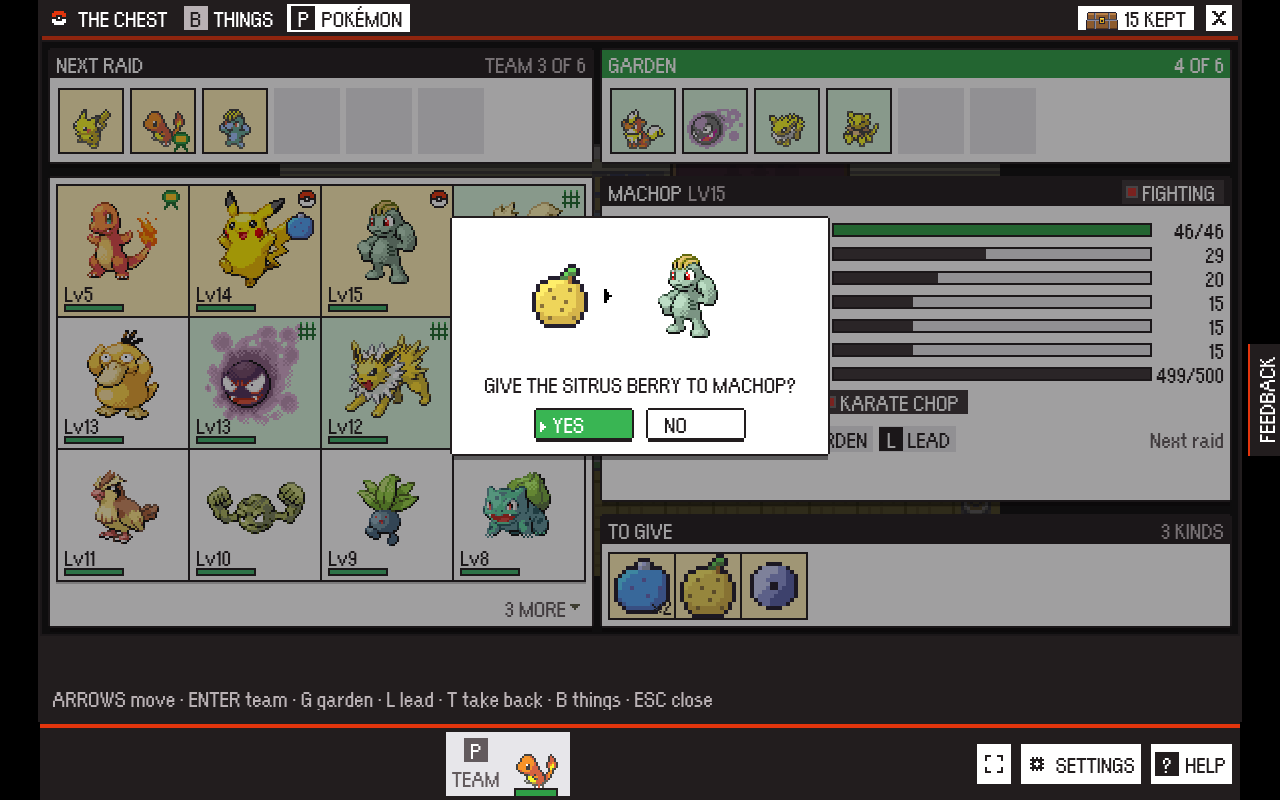 THE CHEST B THINGS P POKÉMON 15 KEPT X
NEXT RAID TEAM 3 OF 6
GARDEN 4 OF 6
MACHOP LV15 FIGHTING
46/46
29
20
15
15
15
499/500
KARATE CHOP
RDEN L LEAD Next raid
Lv5 Lv14 Lv15
Lv13 Lv13 Lv12
Lv11 Lv10 Lv9 Lv8
3 MORE
GIVE THE SITRUS BERRY TO MACHOP?
YES NO
TO GIVE 3 KINDS
2
FEEDBACK
ARROWS move · ENTER team · G garden · L lead · T take back · B things · ESC close
P
TEAM
SETTINGS ? HELP